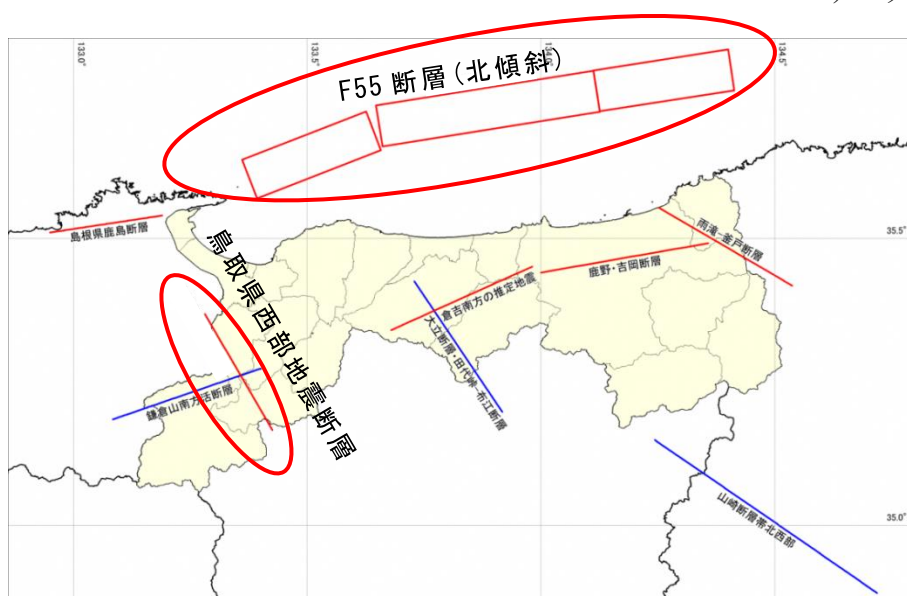 133.0°
133.5°
134.0°
134.5°
F55 断層(北傾斜)
35.5°
島根県鹿島断層
鳥取県西部地震断層
雨滝-釜戸断層
鹿野・吉岡断層
倉吉南方の推定地震
大立断層・田代峠-布江断層
鎌倉山南方活断層
山崎断層帯北西部
35.0°